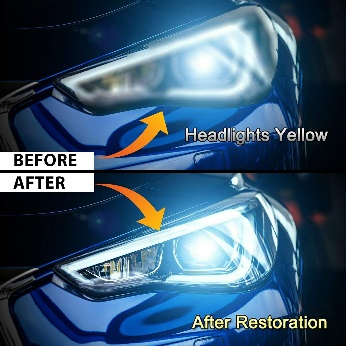 Headlights Yellow
BEFORE
AFTER
After Restoration